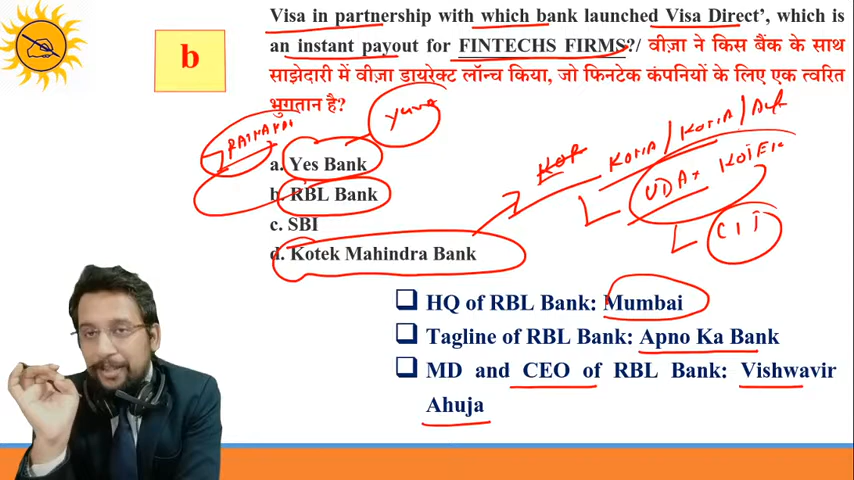 Visa in partnership with which bank launched Visa Direct’, which is
an instant payout for FINTECHS FIRMS?/ वीज़ा ने किस बैंक के साथ
साझेदारी में वीज़ा डायरेक्ट लॉन्च किया, जो फिनटेक कंपनियों के लिए एक त्वरित
भुगतान है?
b
a. Yes Bank
b. RBL Bank
c. SBI
d. Kotek Mahindra Bank
❑ HQ of RBL Bank: Mumbai
❑ Tagline of RBL Bank: Apno Ka Bank
❑ MD and CEO of RBL Bank: Vishwavir
Ahuja